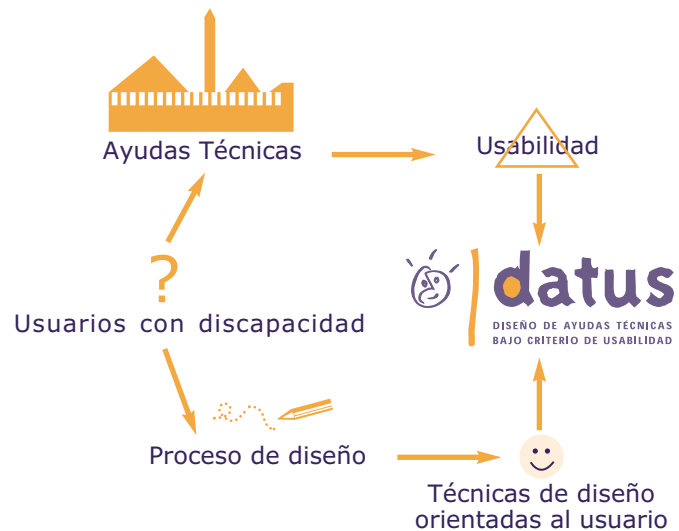 Ayudas Técnicas
Usabilidad
?
Usuarios con discapacidad
datus
DISEÑO DE AYUDAS TÉCNICAS
BAJO CRITERIO DE USABILIDAD
Proceso de diseño
Técnicas de diseño
orientadas al usuario